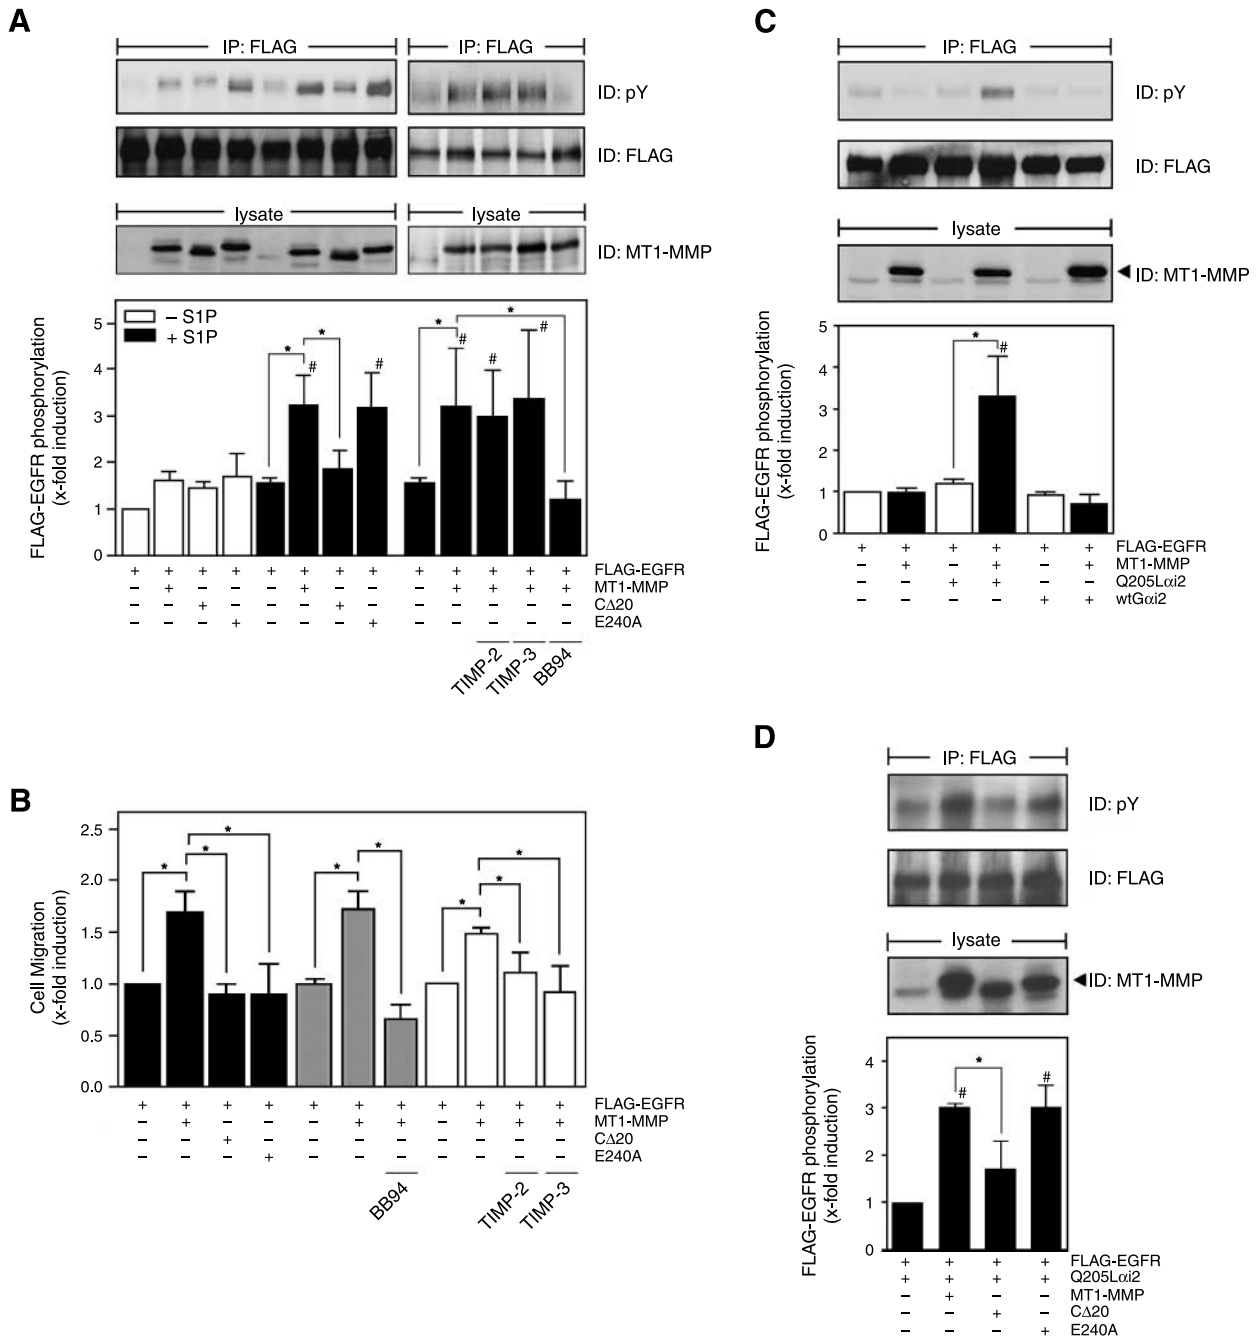 A
IP: FLAG
IP: FLAG
ID: pY
ID: FLAG
lysate
lysate
ID: MT1-MMP
FLAG-EGFR phosphorylation
(x-fold induction)
5
4
3
2
1
0
– S1P
+ S1P
* * * *
# # # # #
+ + + + + + + + + + + + + FLAG-EGFR
– + – – – + – – – + + + + MT1-MMP
– – + – – – + – – – – – – CΔ20
– – – + – – – + – – – – – E240A
TIMP-2
TIMP-3
BB94
B
Cell Migration
(x-fold induction)
2.5
2.0
1.5
1.0
0.5
0.0
* * * * * * * *
+ + + + + + + + + + + FLAG-EGFR
– + – – – + + – + + + MT1-MMP
– – + – – – – – – – – CΔ20
– – – + – – – – – – – E240A
BB94
TIMP-2
TIMP-3
C
IP: FLAG
ID: pY
ID: FLAG
lysate
ID: MT1-MMP
FLAG-EGFR phosphorylation
(x-fold induction)
5
4
3
2
1
0
*
#
+ + + + + + FLAG-EGFR
– + – + – + MT1-MMP
– – + + – – Q205Lαi2
– – – – + + wtGαi2
D
IP: FLAG
ID: pY
ID: FLAG
lysate
ID: MT1-MMP
FLAG-EGFR phosphorylation
(x-fold induction)
4
3
2
1
0
*
# #
+ + + + FLAG-EGFR
+ + + + Q205Lαi2
– + – – MT1-MMP
– – + – CΔ20
– – – + E240A